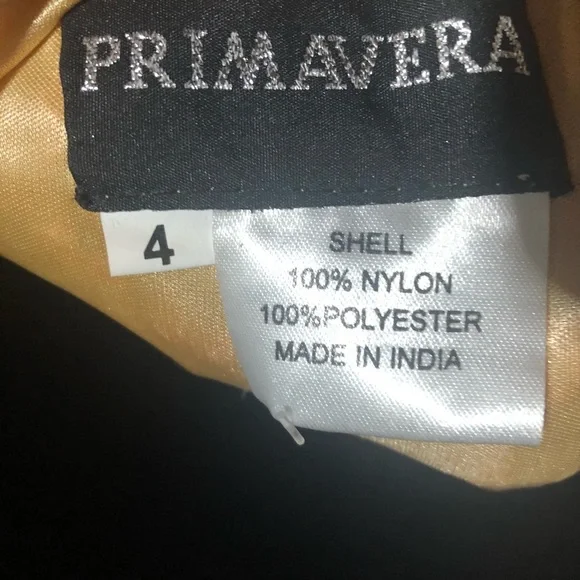 PRIMAVERA
4
SHELL
100% NYLON
100%POLYESTER
MADE IN INDIA